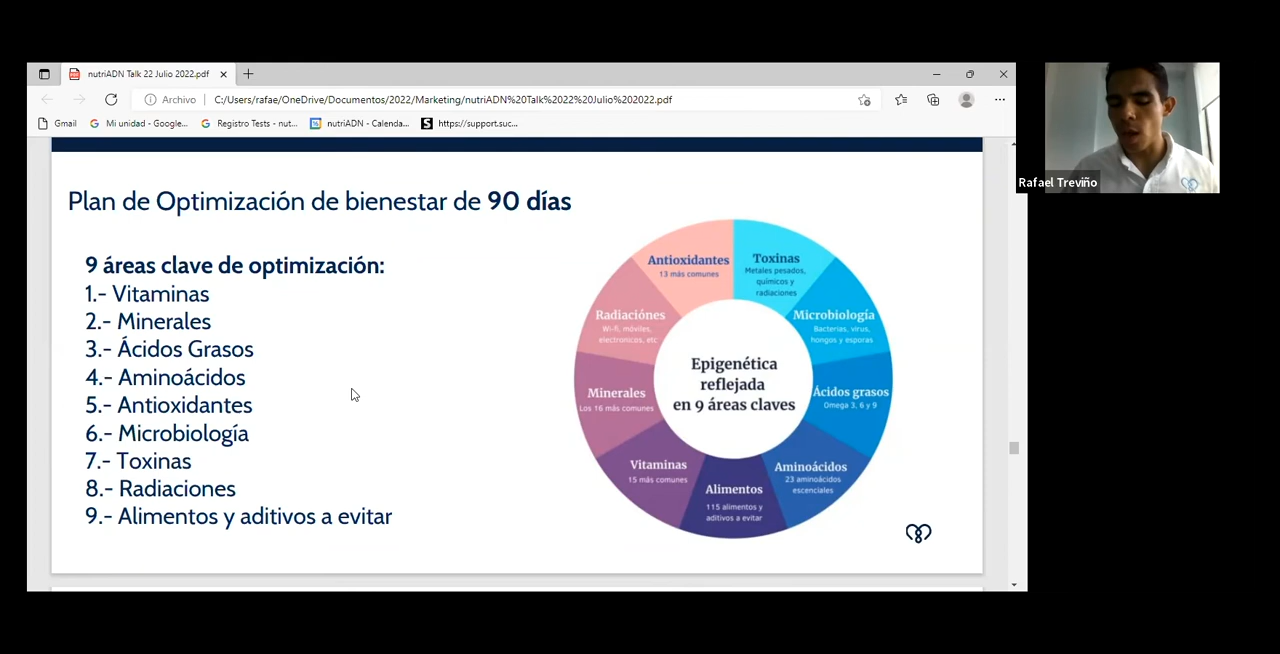 nutriADN Talk 22 Julio 2022.pdf
Archivo
C:/Users/rafae/OneDrive/Documentos/2022/Marketing/nutriADN%20Talk%2022%20Julio%202022.pdf
Gmail
Mi unidad - Google...
Registro Tests - nut...
nutriADN - Calenda...
https://support.suc...
Rafael Treviño
Plan de Optimización de bienestar de 90 días
9 áreas clave de optimización:
1.- Vitaminas
2.- Minerales
3.- Ácidos Grasos
4.- Aminoácidos
5.- Antioxidantes
6.- Microbiología
7.- Toxinas
8.- Radiaciones
9.- Alimentos y aditivos a evitar
Antioxidantes
13 más comunes
Toxinas
Metales pesados,
químicos y
radiaciones
Microbiología
Bacterias, virus,
hongos y esporas
Ácidos grasos
Omega 3, 6 y 9
Aminoácidos
23 aminoácidos
escenciales
Alimentos
115 alimentos y
aditivos a evitar
Vitaminas
15 más comunes
Minerales
Los 16 más comunes
Radiaciónes
Wi-fi, móviles,
electronicos, etc
Epigenética
reflejada
en 9 áreas claves